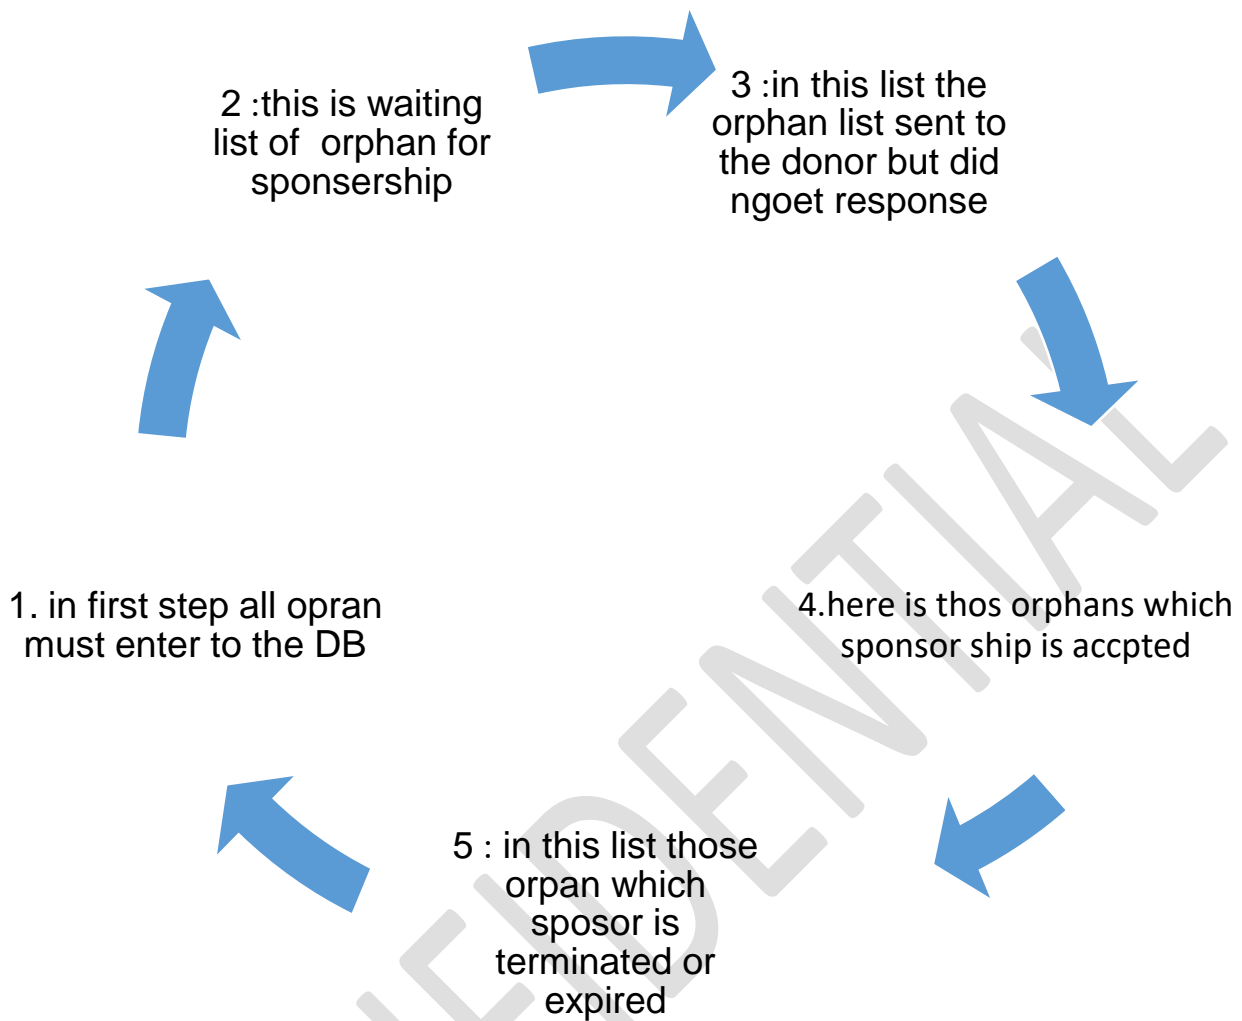 2 :this is waiting
list of  orphan for
sponsership
3 :in this list the
orphan list sent to
the donor but did
ngoet response
1. in first step all opran
must enter to the DB
4.here is thos orphans which
sponsor ship is accpted
5 : in this list those
orpan which
sposor is
terminated or
expired
FIDENTIAL